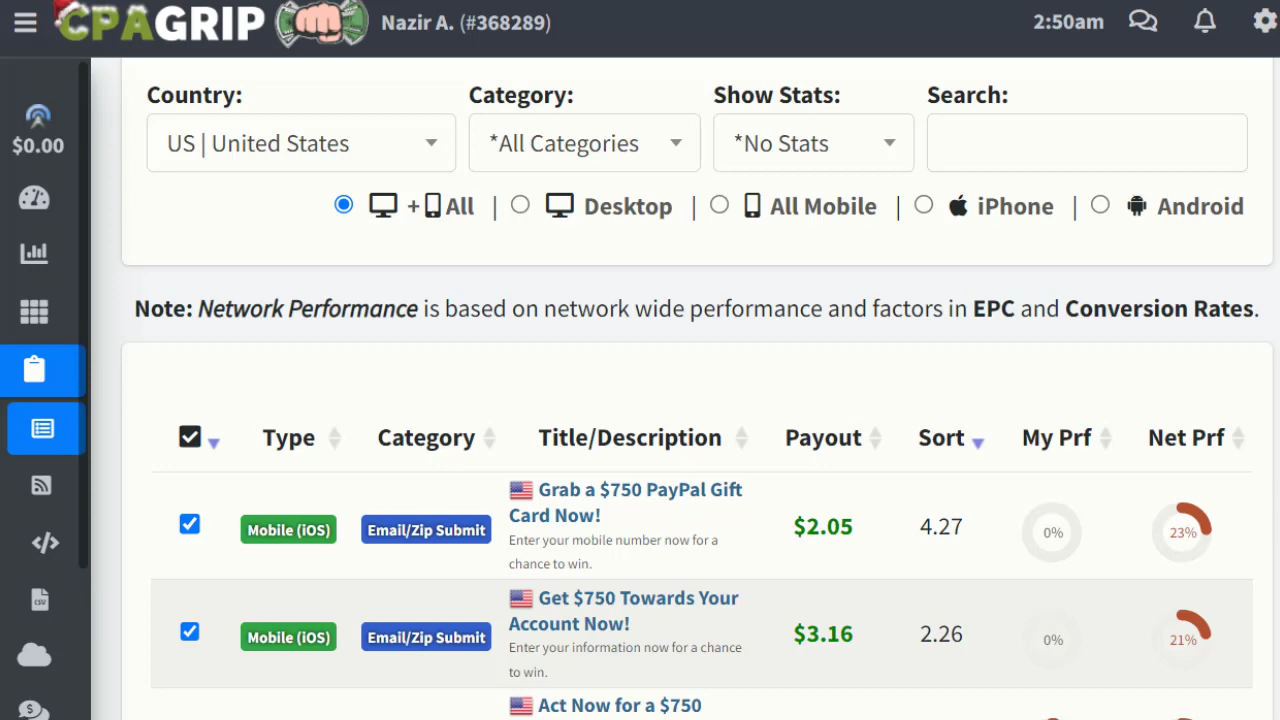 CPAGRIP Nazir A. (#368289) 2:50am
$0.00
Country: Category: Show Stats: Search:
US | United States *All Categories *No Stats
+ All | Desktop | All Mobile | iPhone | Android
Note: Network Performance is based on network wide performance and factors in EPC and Conversion Rates.
Type Category Title/Description Payout Sort My Prf Net Prf
Mobile (iOS) Email/Zip Submit Grab a $750 PayPal Gift
Card Now! $2.05 4.27 0% 23%
Enter your mobile number now for a
chance to win.
Mobile (iOS) Email/Zip Submit Get $750 Towards Your
Account Now! $3.16 2.26 0% 21%
Enter your information now for a chance
to win.
Act Now for a $750
CSV